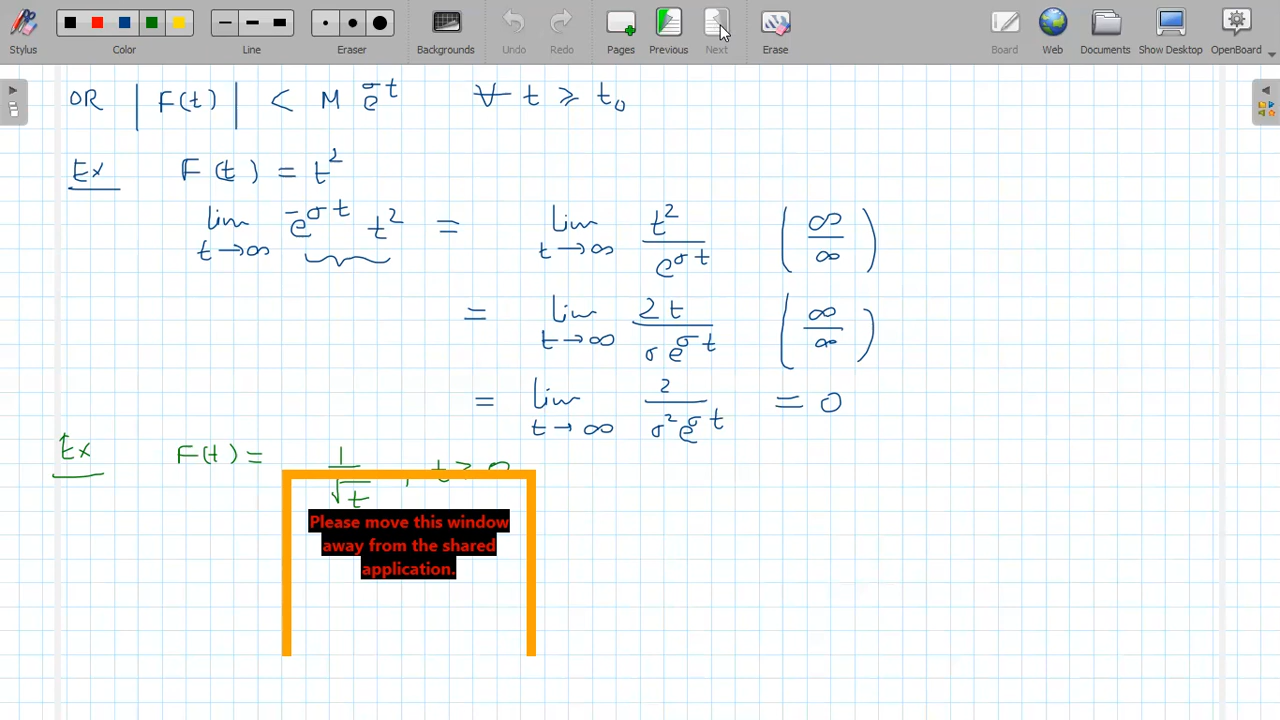 Stylus Color Line Eraser Backgrounds Undo Redo Pages Previous Next Erase Board Web Documents Show Desktop OpenBoard
OR |F(t)| < M e^σt ∀ t ≥ t₀
Ex F(t) = t²
lim t→∞ e^-σt t² = lim t→∞ t²/e^σt (∞/∞)
= lim t→∞ 2t/σe^σt (∞/∞)
= lim t→∞ 2/σ²e^σt = 0
Ex F(t) = 1/√t , t ≥ 0
Please move this window
away from the shared
application.